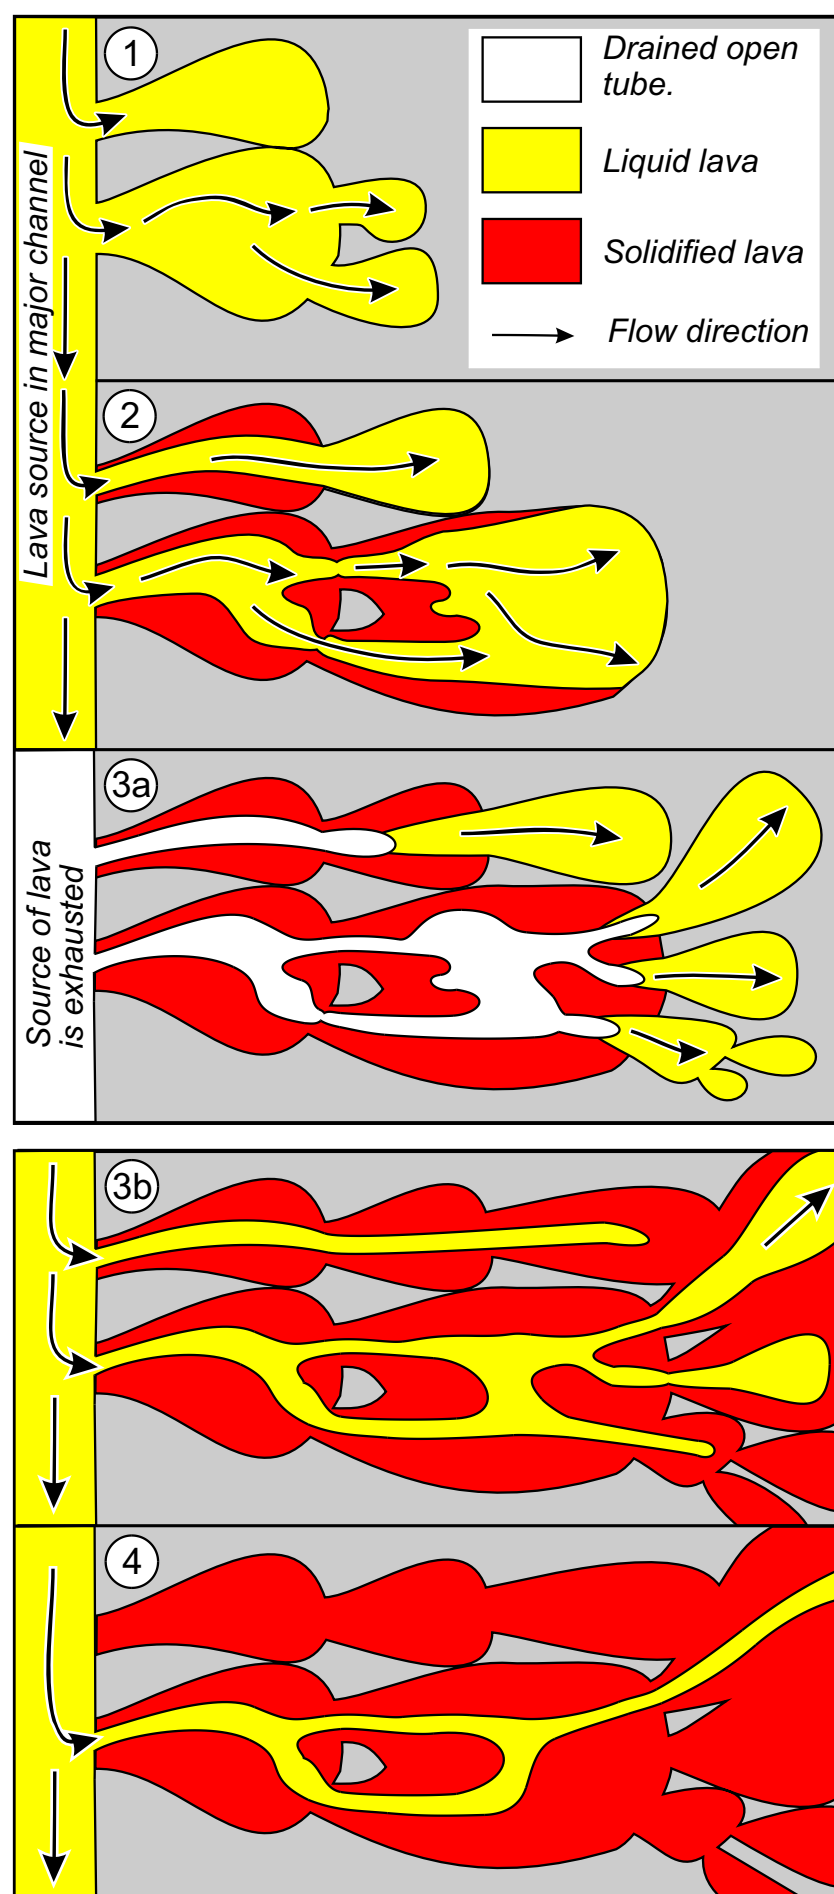 1
Drained open
tube.
Liquid lava
Solidified lava
Flow direction
Lava source in major channel
2
3a
Source of lava
is exhausted
3b
4